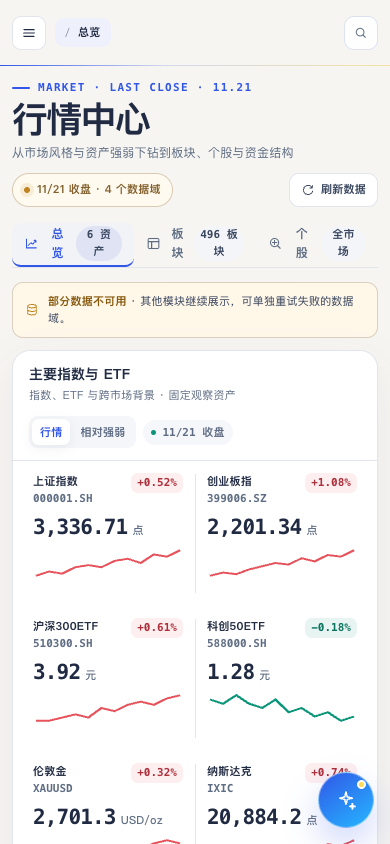 / 总览
MARKET · LAST CLOSE · 11.21
行情中心
从市场风格与资产强弱下钻到板块、个股与资金结构
11/21 收盘 · 4 个数据域
刷新数据
总览 6 资产
板块 496 板块
个股 全市场
部分数据不可用 · 其他模块继续展示，可单独重试失败的数据域。
主要指数与 ETF
指数、ETF 与跨市场背景 · 固定观察资产
行情 相对强弱 11/21 收盘
上证指数 +0.52%
000001.SH
3,336.71 点
创业板指 +1.08%
399006.SZ
2,201.34 点
沪深300ETF +0.61%
510300.SH
3.92 元
科创50ETF −0.18%
588000.SH
1.28 元
伦敦金 +0.32%
XAUUSD
2,701.3 USD/oz
纳斯达克 +0.74%
IXIC
20,884.2 点